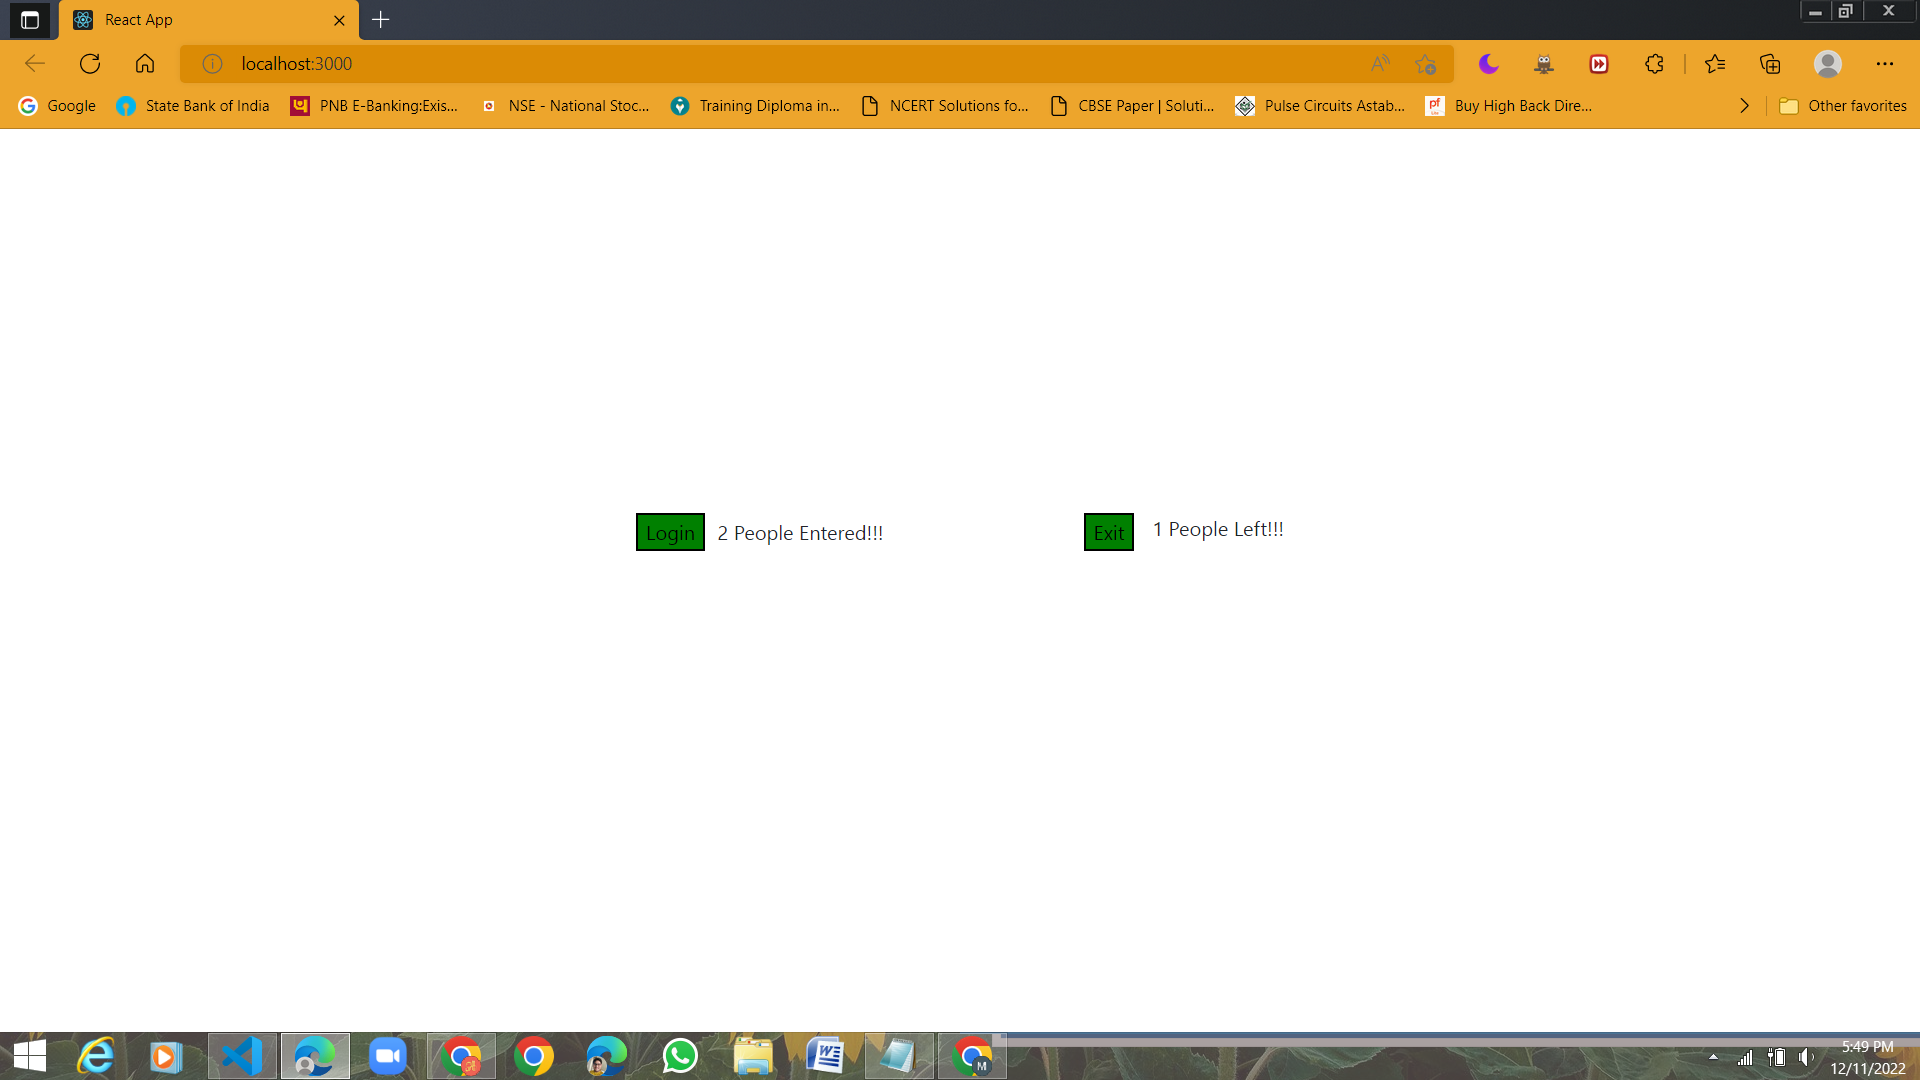 React App
localhost:3000
Google State Bank of India PNB E-Banking:Exis... NSE - National Stoc... Training Diploma in... NCERT Solutions fo... CBSE Paper | Soluti... Pulse Circuits Astab... Buy High Back Dire... Other favorites
Login 2 People Entered!!! Exit 1 People Left!!!
5:49 PM
12/11/2022